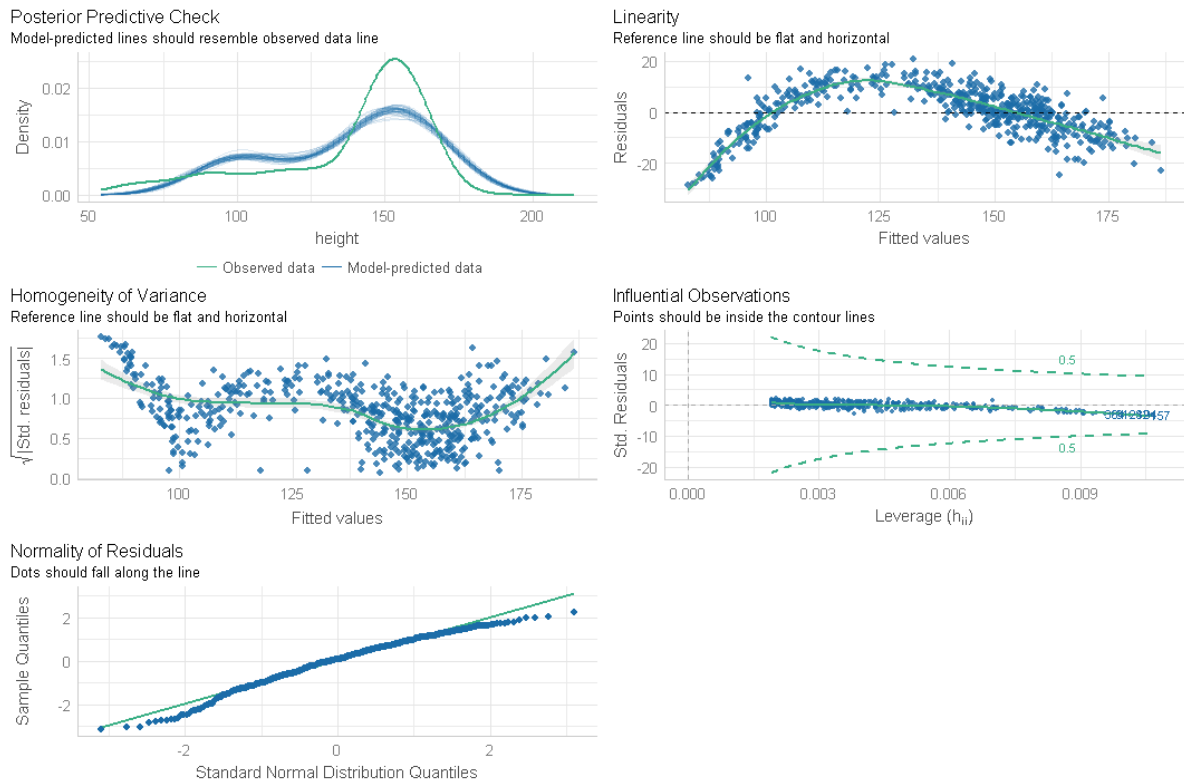 Posterior Predictive Check
Model-predicted lines should resemble observed data line
Density
0.02
0.01
0.00
50 100 150 200
height
Observed data Model-predicted data
Linearity
Reference line should be flat and horizontal
Residuals
20
0
-20
100 125 150 175
Fitted values
Homogeneity of Variance
Reference line should be flat and horizontal
√|Std. residuals|
1.5
1.0
0.5
0.0
100 125 150 175
Fitted values
Influential Observations
Points should be inside the contour lines
Std. Residuals
20
10
0
-10
-20
0.5
0.5
0.000 0.003 0.006 0.009
Leverage (hii)
Normality of Residuals
Dots should fall along the line
Sample Quantiles
2
0
-2
-2 0 2
Standard Normal Distribution Quantiles